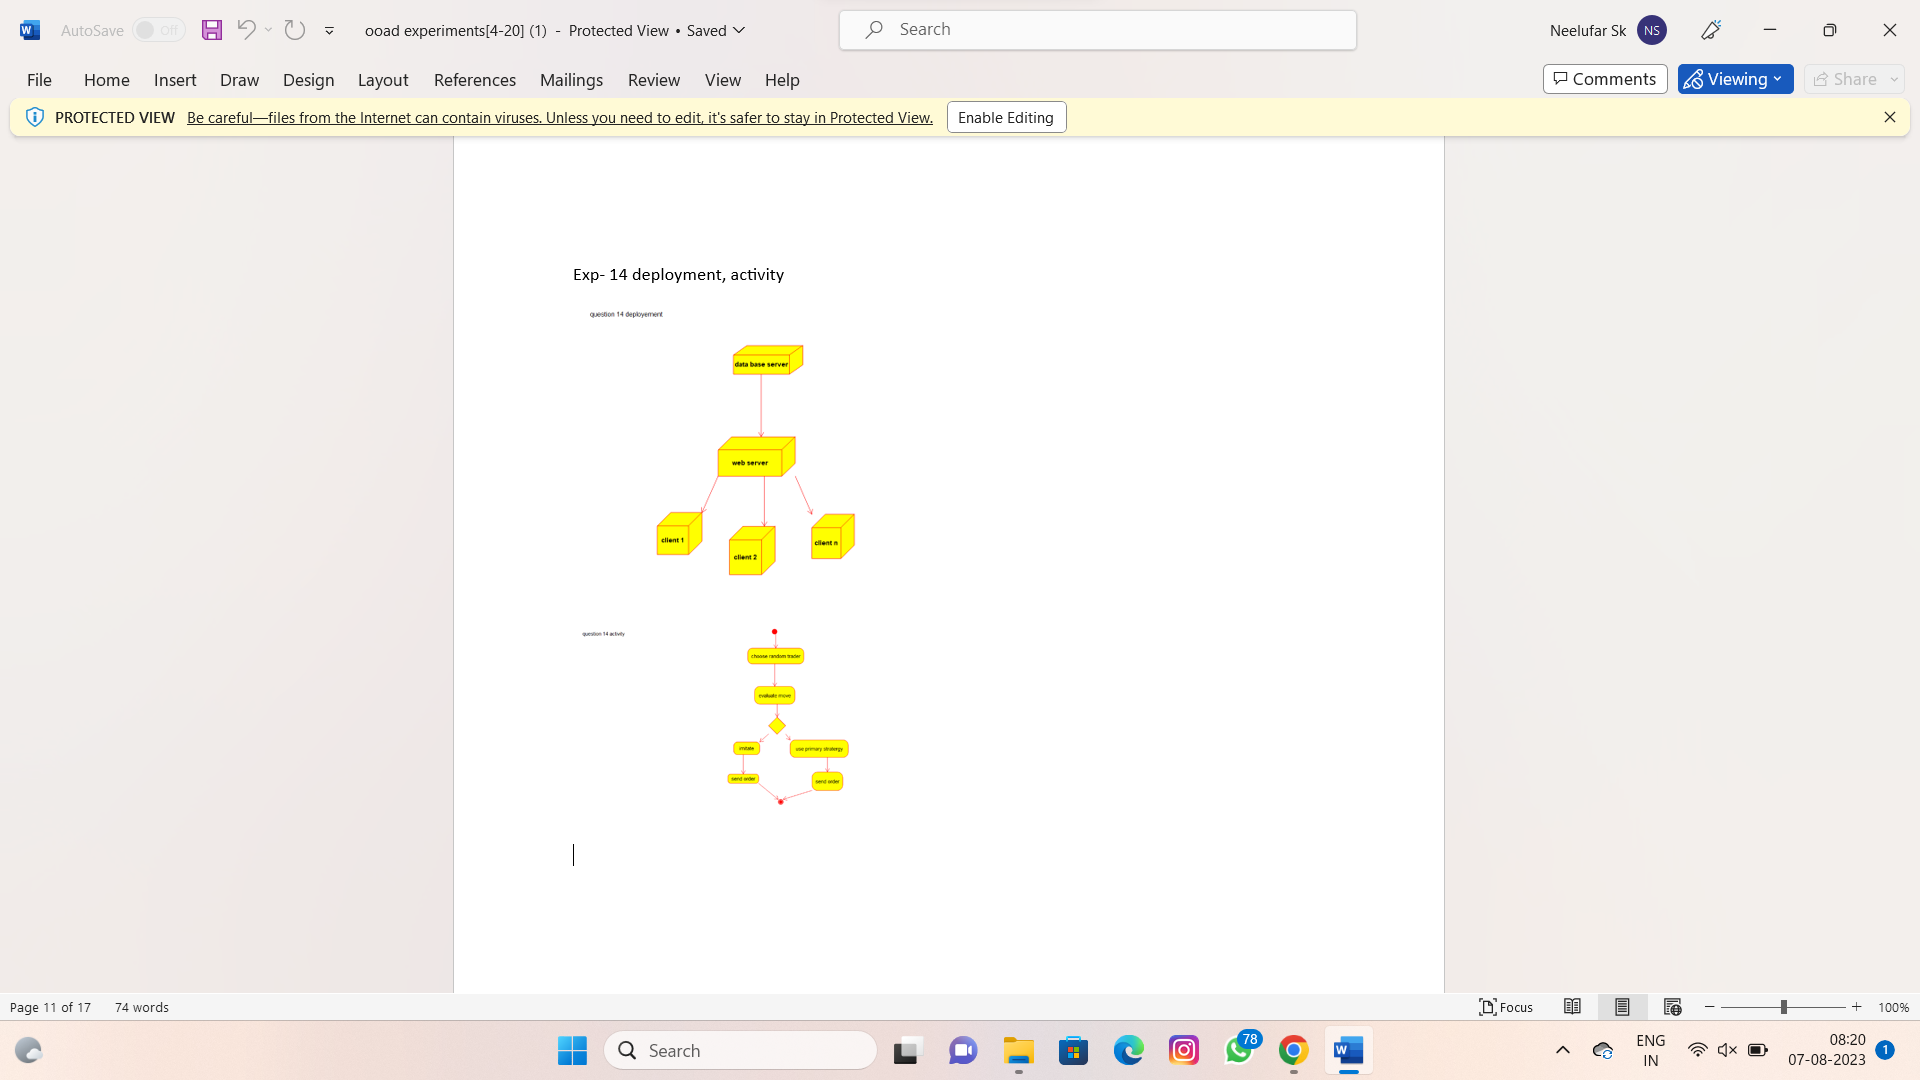 AutoSave Off ooad experiments[4-20] (1) - Protected View • Saved Search Neelufar Sk NS
File Home Insert Draw Design Layout References Mailings Review View Help Comments Viewing Share
PROTECTED VIEW Be careful—files from the Internet can contain viruses. Unless you need to edit, it's safer to stay in Protected View. Enable Editing
Exp- 14 deployment, activity
question 14 deployement
data base server
web server
client 1
client 2
client n
question 14 activity
choose random trader
evaluate move
imitate
use primary stratergy
send order
send order
Page 11 of 17 74 words Focus 100%
Search 78 ENG IN 08:20 07-08-2023 1